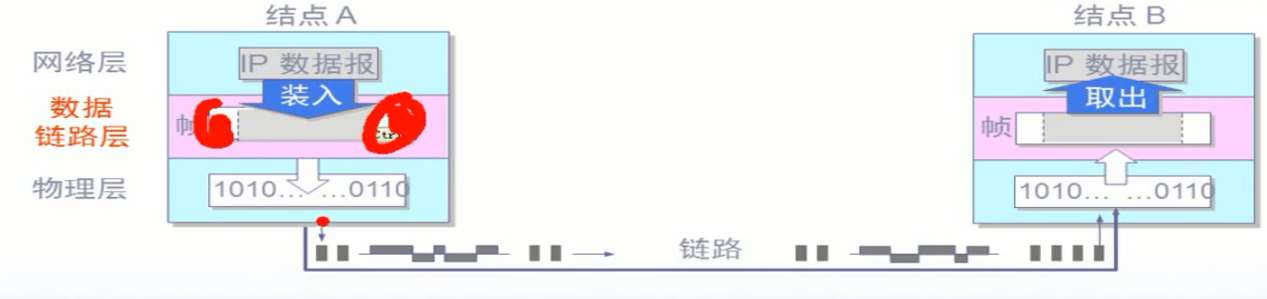 结点 A
结点 B
网络层
IP 数据报
IP 数据报
装入
取出
数据
链路层
帧
帧
物理层
1010... ...0110
1010... ...0110
链路